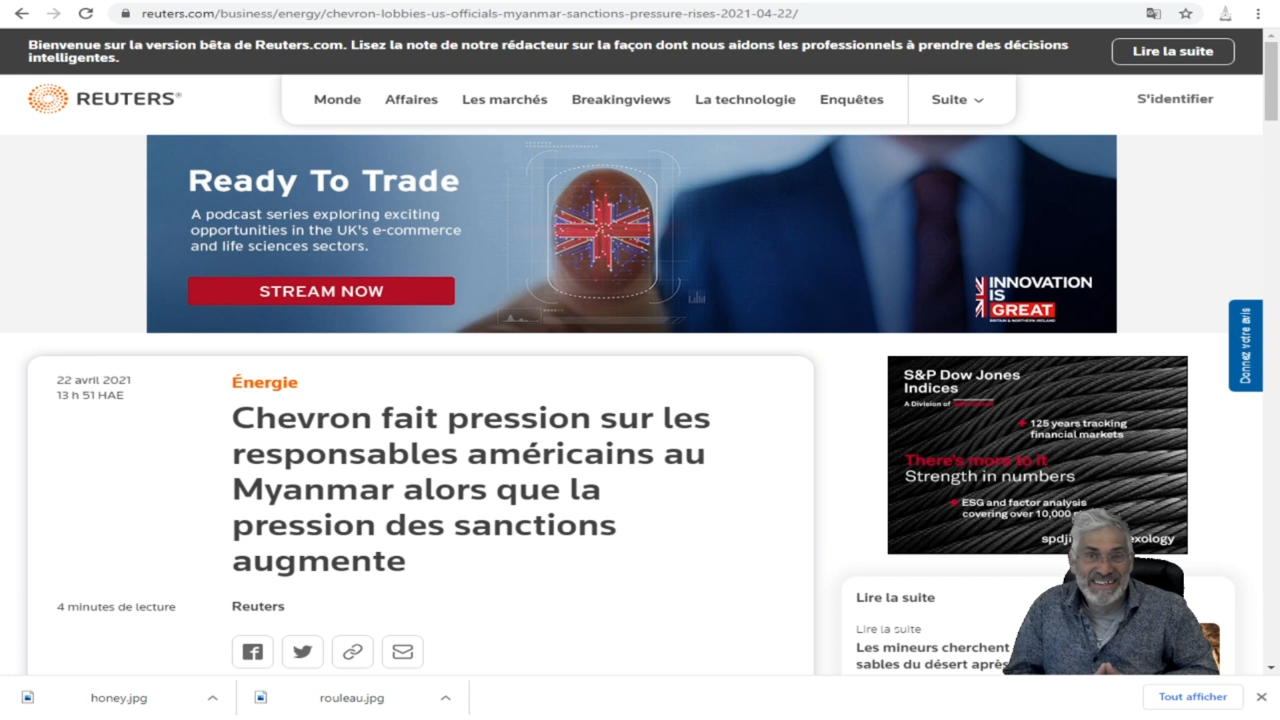 reuters.com/business/energy/chevron-lobbies-us-officials-myanmar-sanctions-pressure-rises-2021-04-22/
Bienvenue sur la version bêta de Reuters.com. Lisez la note de notre rédacteur sur la façon dont nous aidons les professionnels à prendre des décisions
intelligentes.
Lire la suite
REUTERS®
Monde
Affaires
Les marchés
Breakingviews
La technologie
Enquêtes
Suite
S'identifier
Ready To Trade
A podcast series exploring exciting
opportunities in the UK's e-commerce
and life sciences sectors.
STREAM NOW
INNOVATION
IS
GREAT
BRITAIN & NORTHERN IRELAND
Donnez votre avis
22 avril 2021
13 h 51 HAE
Énergie
Chevron fait pression sur les
responsables américains au
Myanmar alors que la
pression des sanctions
augmente
4 minutes de lecture
Reuters
S&P Dow Jones
Indices
A Division of
125 years tracking
financial markets
There's more to it
Strength in numbers
ESG and factor analysis
covering over 10,000
Lire la suite
Lire la suite
Les mineurs cherchent
sables du désert après
honey.jpg
rouleau.jpg
Tout afficher